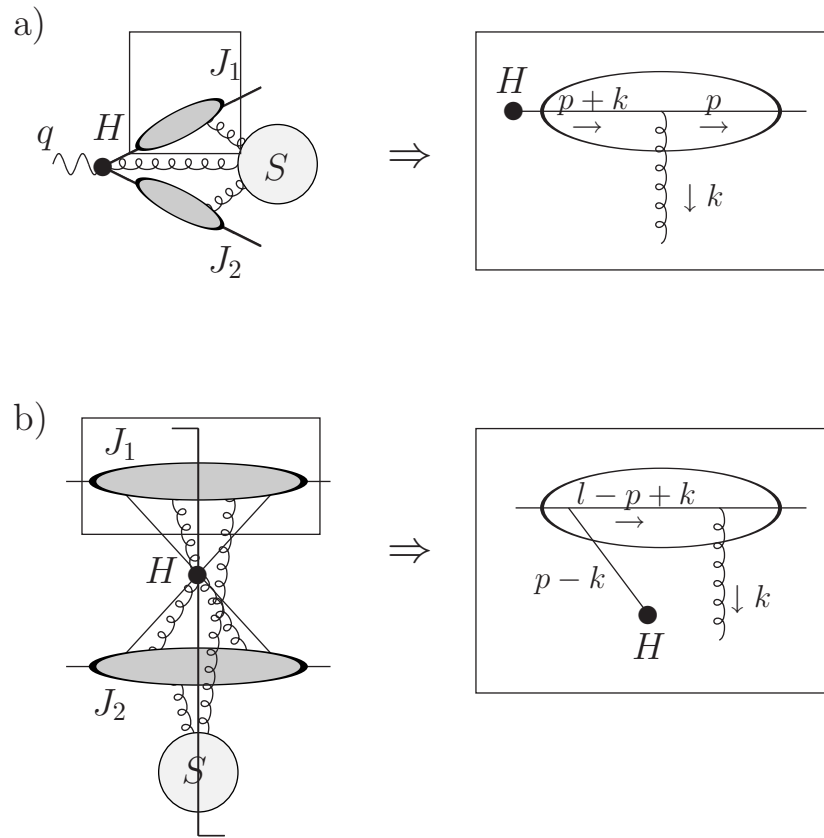 a)
J₁
H
q
S
J₂
⇒
H
p + k
→
p
→
↓ k
b)
J₁
H
J₂
S
⇒
l − p + k
→
p − k
↓ k
H